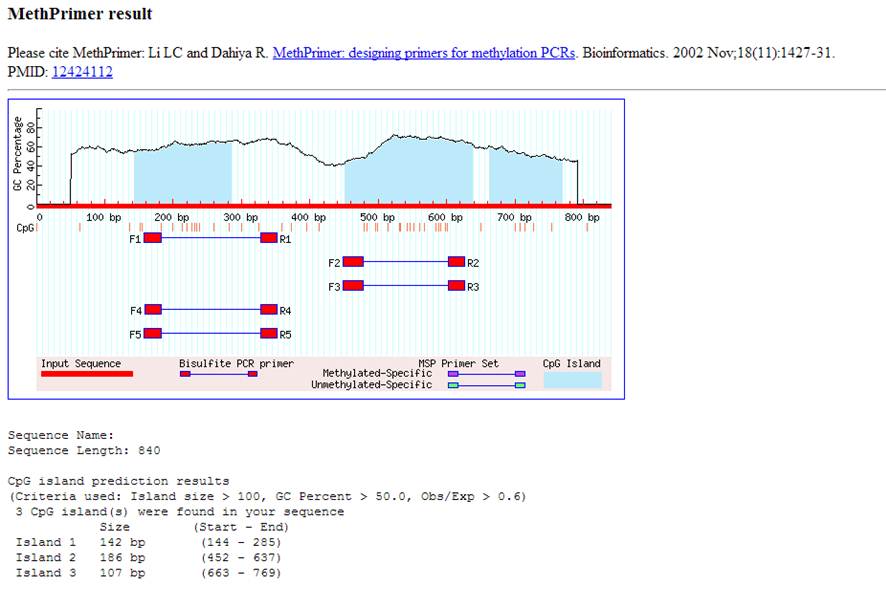 MethPrimer result
Please cite MethPrimer: Li LC and Dahiya R. MethPrimer: designing primers for methylation PCRs. Bioinformatics. 2002 Nov;18(11):1427-31.
PMID: 12424112
GC Percentage
80
60
40
20
0
0 100 bp 200 bp 300 bp 400 bp 500 bp 600 bp 700 bp 800 bp
CpG
F1 R1
F2 R2
F3 R3
F4 R4
F5 R5
Input Sequence Bisulfite PCR primer MSP Primer Set CpG Island
Methylated-Specific
Unmethylated-Specific
Sequence Name:
Sequence Length: 840
CpG island prediction results
(Criteria used: Island size > 100, GC Percent > 50.0, Obs/Exp > 0.6)
3 CpG island(s) were found in your sequence
Size (Start - End)
Island 1 142 bp (144 - 285)
Island 2 186 bp (452 - 637)
Island 3 107 bp (663 - 769)